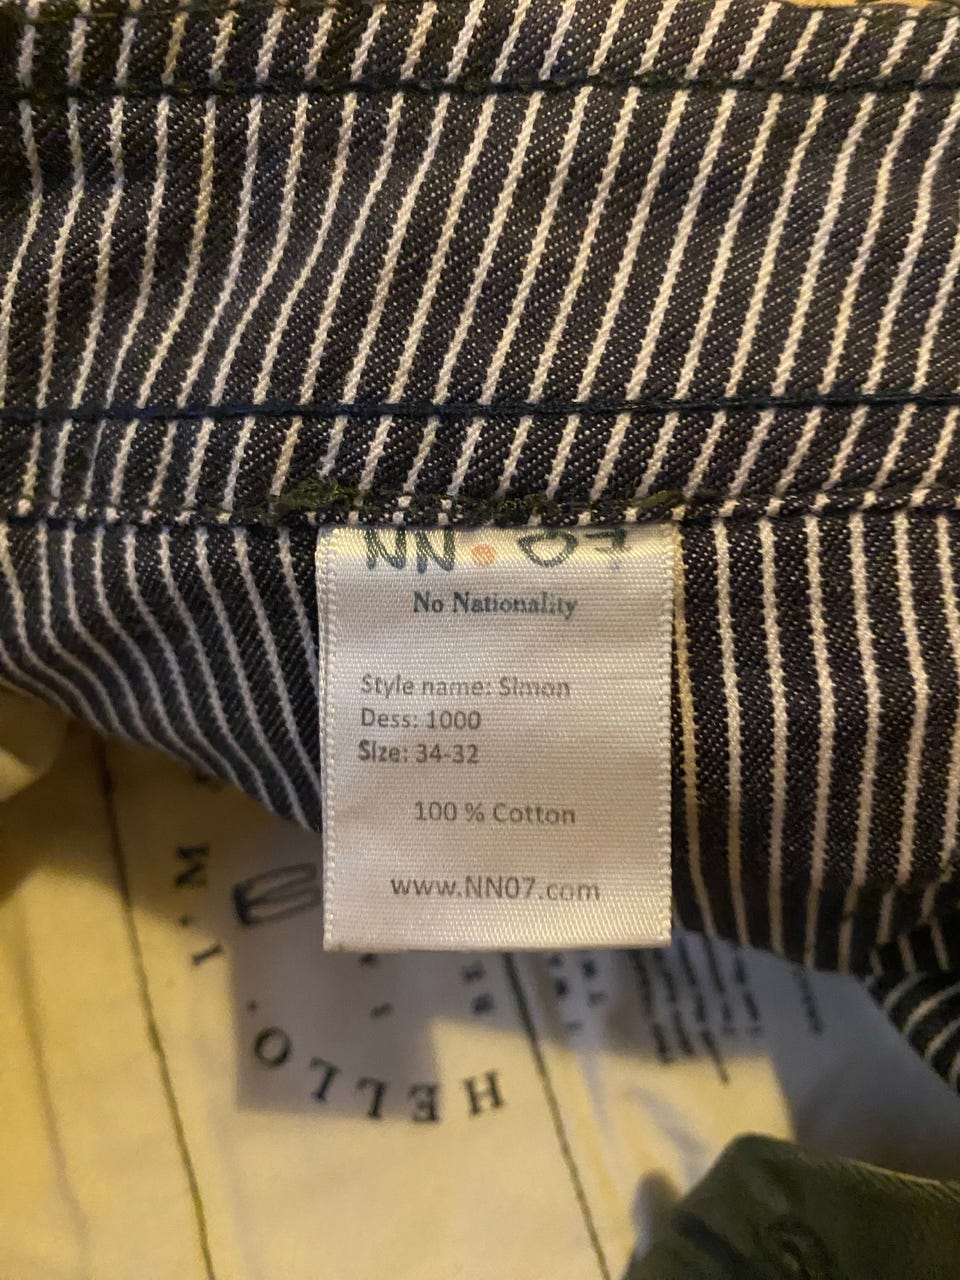 NN • 07
No Nationality
Style name: Simon
Dess: 1000
Size: 34-32
100 % Cotton
www.NN07.com
I'M
HELLO.